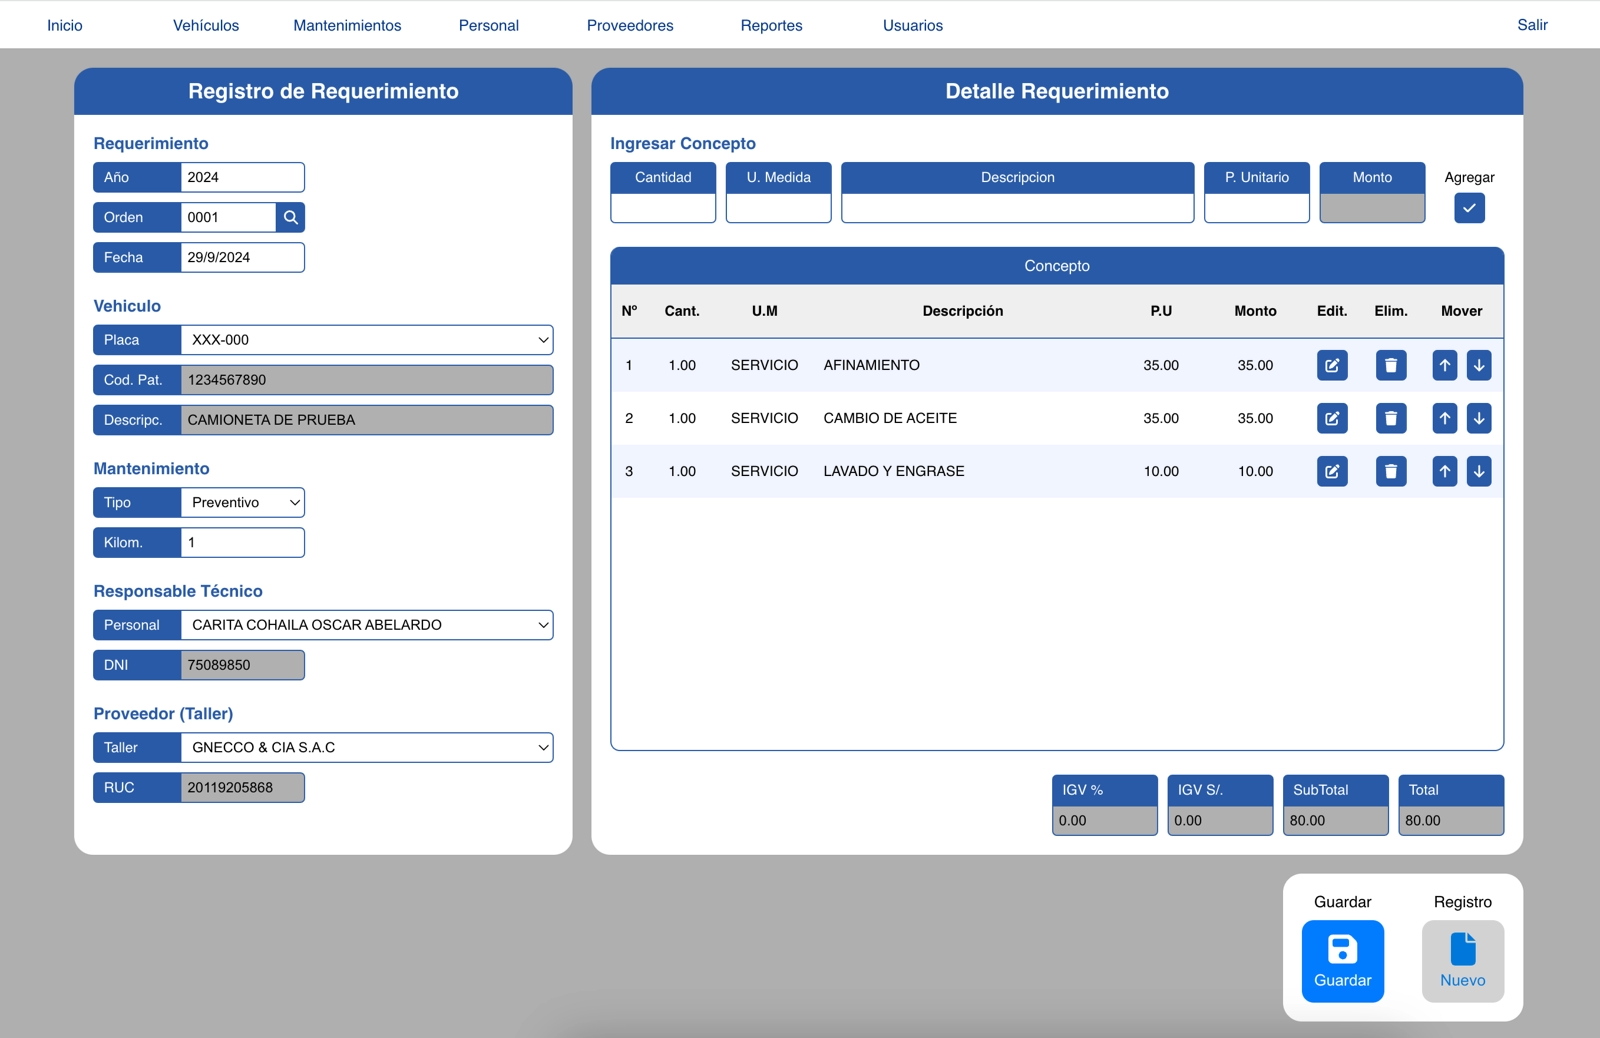 Inicio Vehículos Mantenimientos Personal Proveedores Reportes Usuarios Salir
Registro de Requerimiento
Requerimiento
Año 2024
Orden 0001
Fecha 29/9/2024
Vehiculo
Placa XXX-000
Cod. Pat. 1234567890
Descripc. CAMIONETA DE PRUEBA
Mantenimiento
Tipo Preventivo
Kilom. 1
Responsable Técnico
Personal CARITA COHAILA OSCAR ABELARDO
DNI 75089850
Proveedor (Taller)
Taller GNECCO & CIA S.A.C
RUC 20119205868
Detalle Requerimiento
Ingresar Concepto
Cantidad U. Medida Descripcion P. Unitario Monto Agregar
Concepto
Nº Cant. U.M Descripción P.U Monto Edit. Elim. Mover
1 1.00 SERVICIO AFINAMIENTO 35.00 35.00
2 1.00 SERVICIO CAMBIO DE ACEITE 35.00 35.00
3 1.00 SERVICIO LAVADO Y ENGRASE 10.00 10.00
IGV % IGV S/. SubTotal Total
0.00 0.00 80.00 80.00
Guardar Registro
Guardar Nuevo